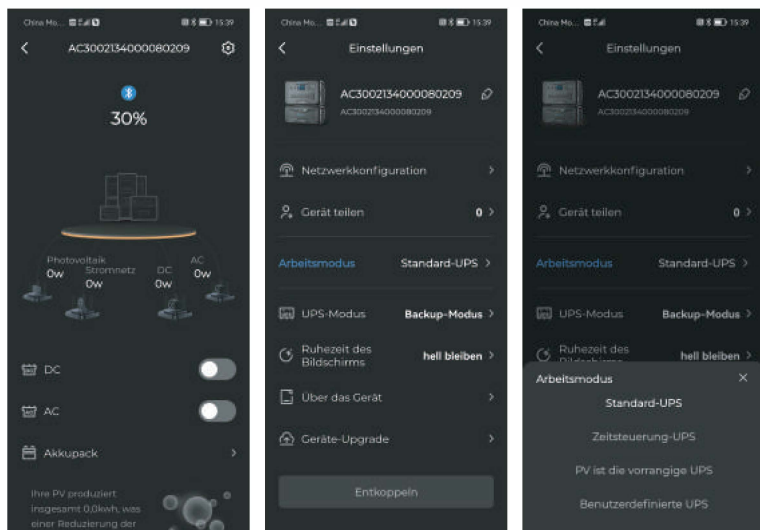 China Mo...
15:39
AC3002134000080209
30%
Photovoltaik
0w
Stromnetz
0w
DC
0w
AC
0w
DC
AC
Akkupack
Ihre PV produziert
insgesamt 0,0kwh, was
einer Reduzierung der
China Mo...
15:39
Einstellungen
AC3002134000080209
AC3002134000080209
Netzwerkkonfiguration
Gerät teilen 0
Arbeitsmodus Standard-UPS
UPS-Modus Backup-Modus
Ruhezeit des
Bildschirms hell bleiben
Über das Gerät
Geräte-Upgrade
Entkoppeln
China Mo...
15:39
Einstellungen
AC3002134000080209
AC3002134000080209
Netzwerkkonfiguration
Gerät teilen 0
Arbeitsmodus Standard-UPS
UPS-Modus Backup-Modus
Ruhezeit des
Bildschirms hell bleiben
Arbeitsmodus
Standard-UPS
Zeitsteuerung-UPS
PV ist die vorrangige UPS
Benutzerdefinierte UPS